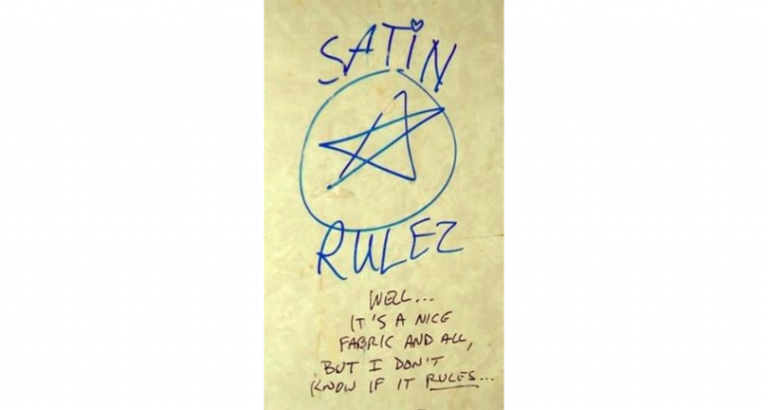 SATiN
RULEZ
WELL...
IT'S A NICE
FABRIC AND ALL,
BUT I DON'T
KNOW IF IT RULES...